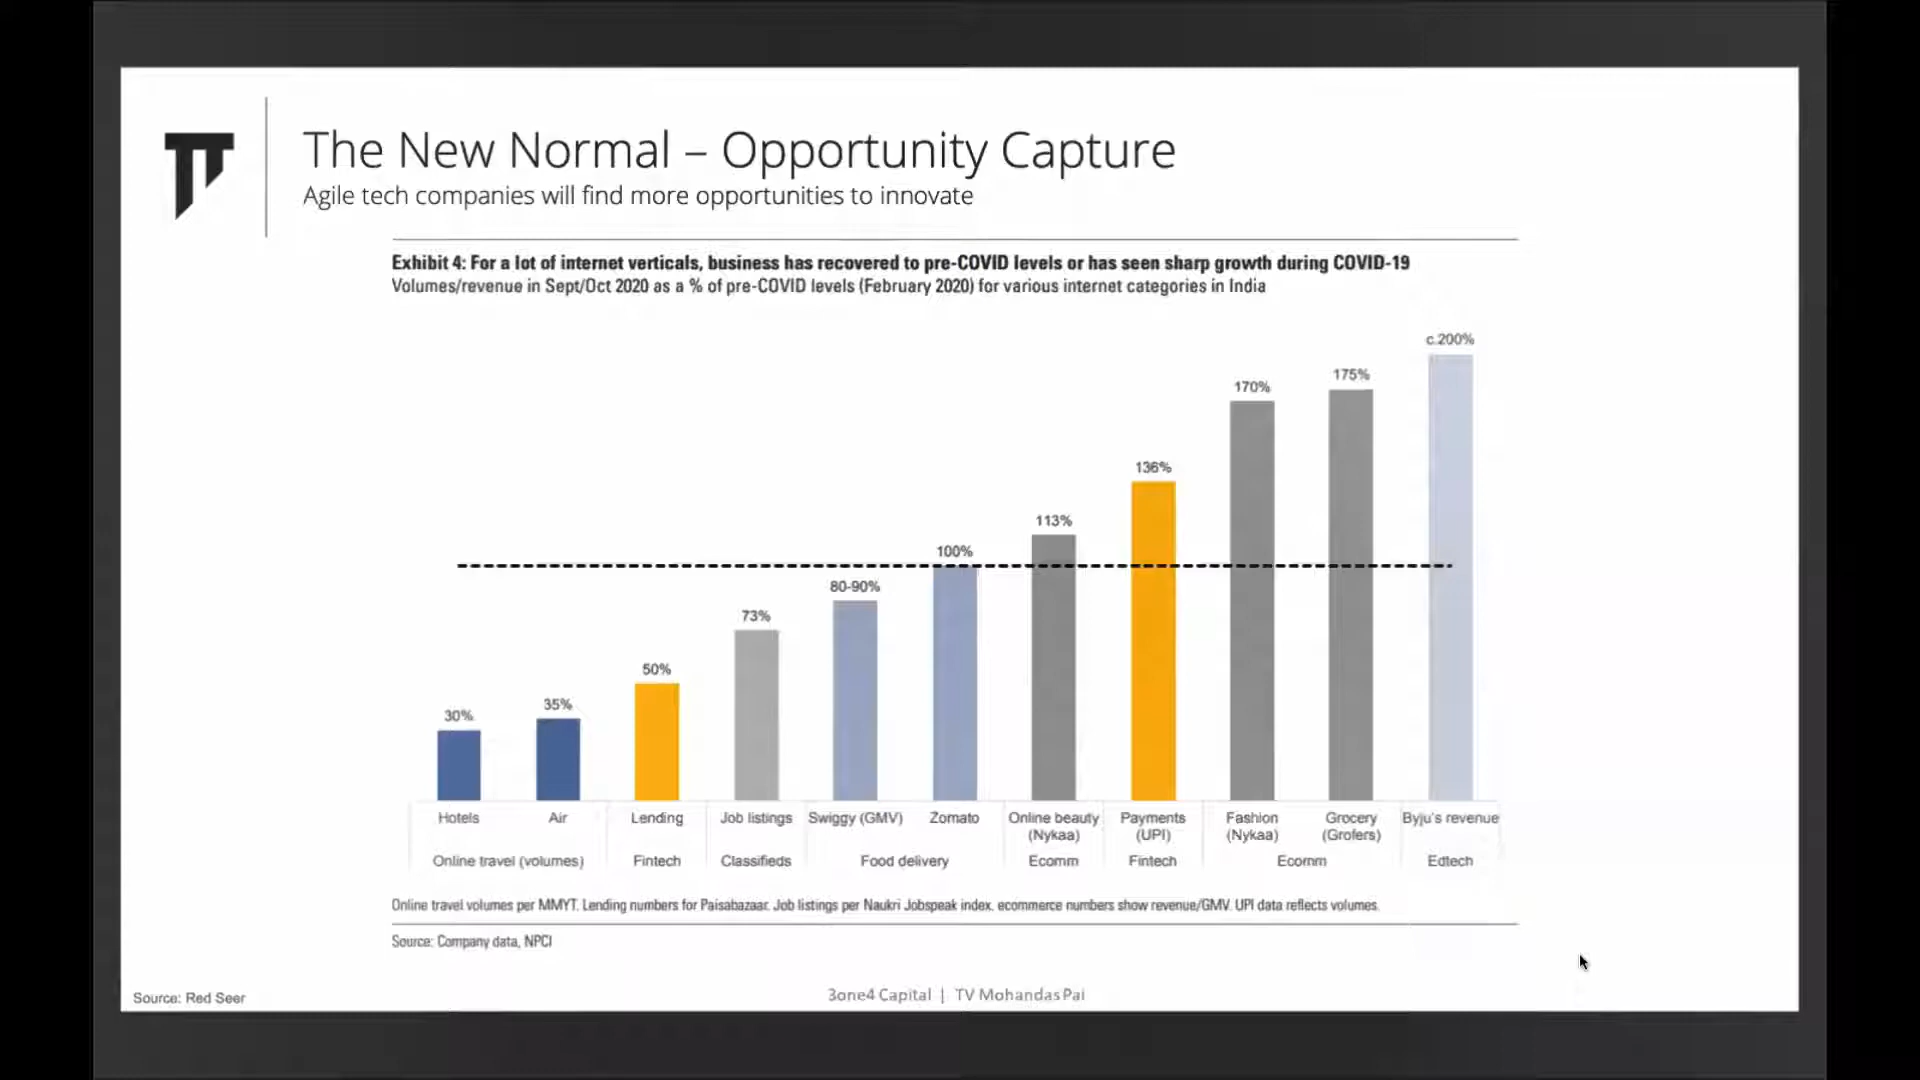 The New Normal – Opportunity Capture
Agile tech companies will find more opportunities to innovate
Exhibit 4: For a lot of internet verticals, business has recovered to pre-COVID levels or has seen sharp growth during COVID-19
Volumes/revenue in Sept/Oct 2020 as a % of pre-COVID levels (February 2020) for various internet categories in India
c.200%
175%
170%
136%
113%
100%
80-90%
73%
50%
35%
30%
Hotels Air Lending Job listings Swiggy (GMV) Zomato Online beauty Payments Fashion Grocery Byju's revenue
(Nykaa) (UPI) (Nykaa) (Grofers)
Online travel (volumes) Fintech Classifieds Food delivery Ecomm Fintech Ecomm Edtech
Online travel volumes per MMYT. Lending numbers for Paisabazaar. Job listings per Naukri Jobspeak index. ecommerce numbers show revenue/GMV. UPI data reflects volumes.
Source: Company data, NPCI
Source: Red Seer
3one4 Capital | TV Mohandas Pai